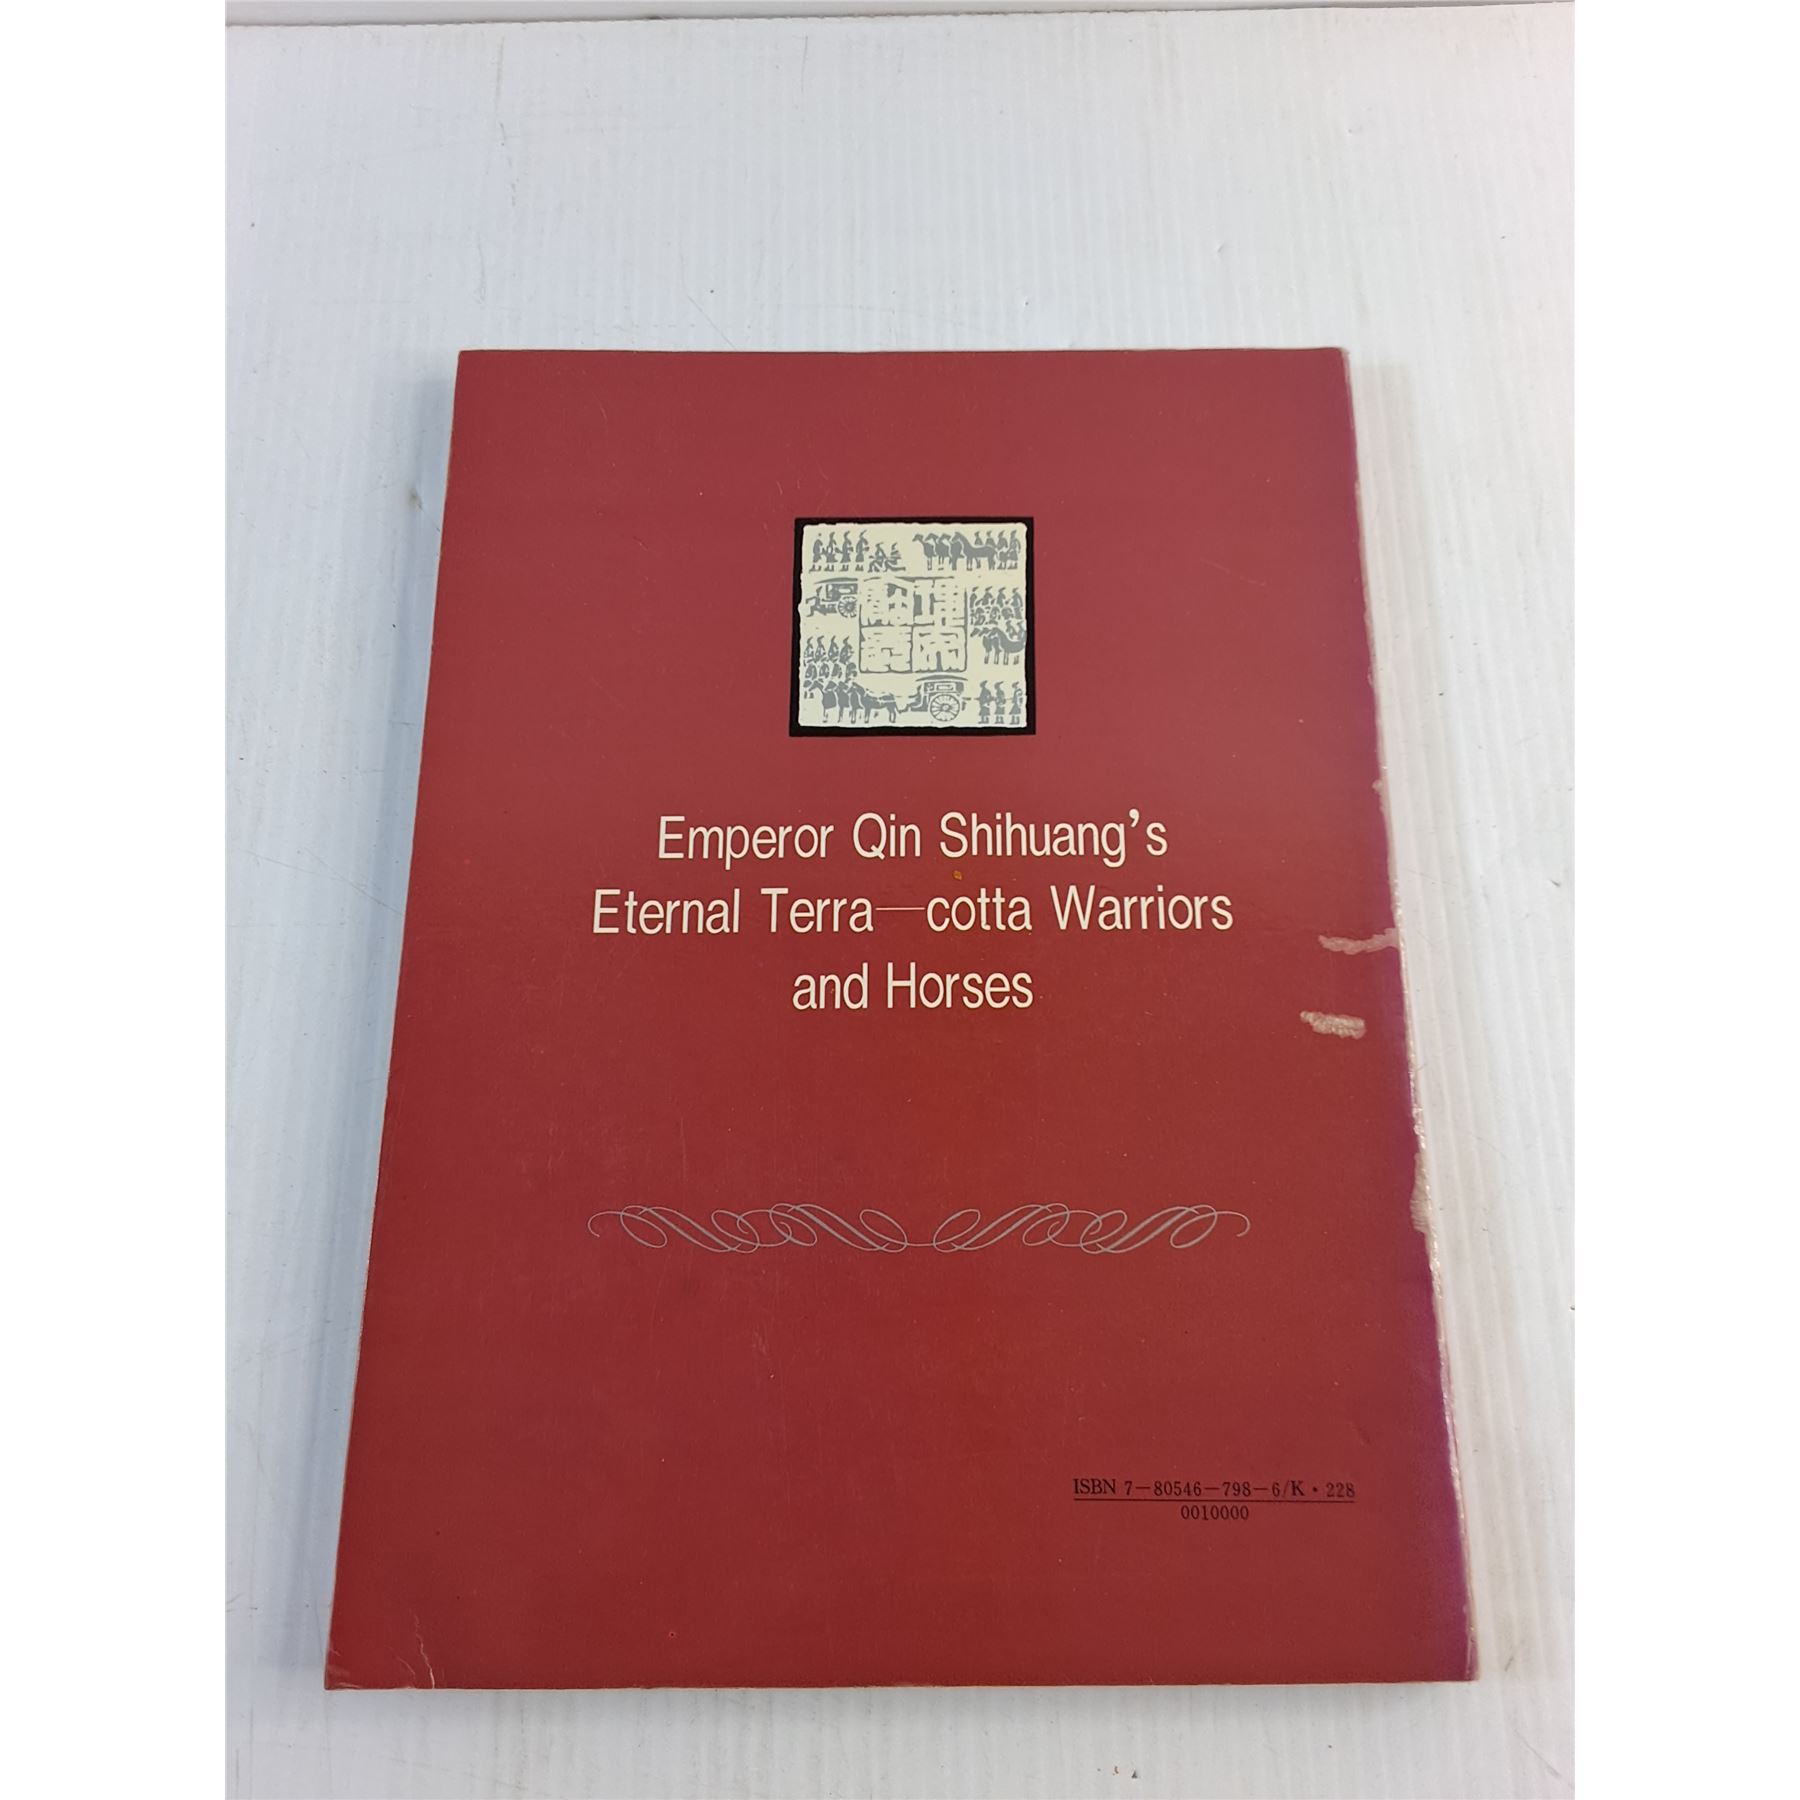 Emperor Qin Shihuang’s
Eternal Terra—cotta Warriors
and Horses
ISBN 7—80546—798—6/K·228
0010000